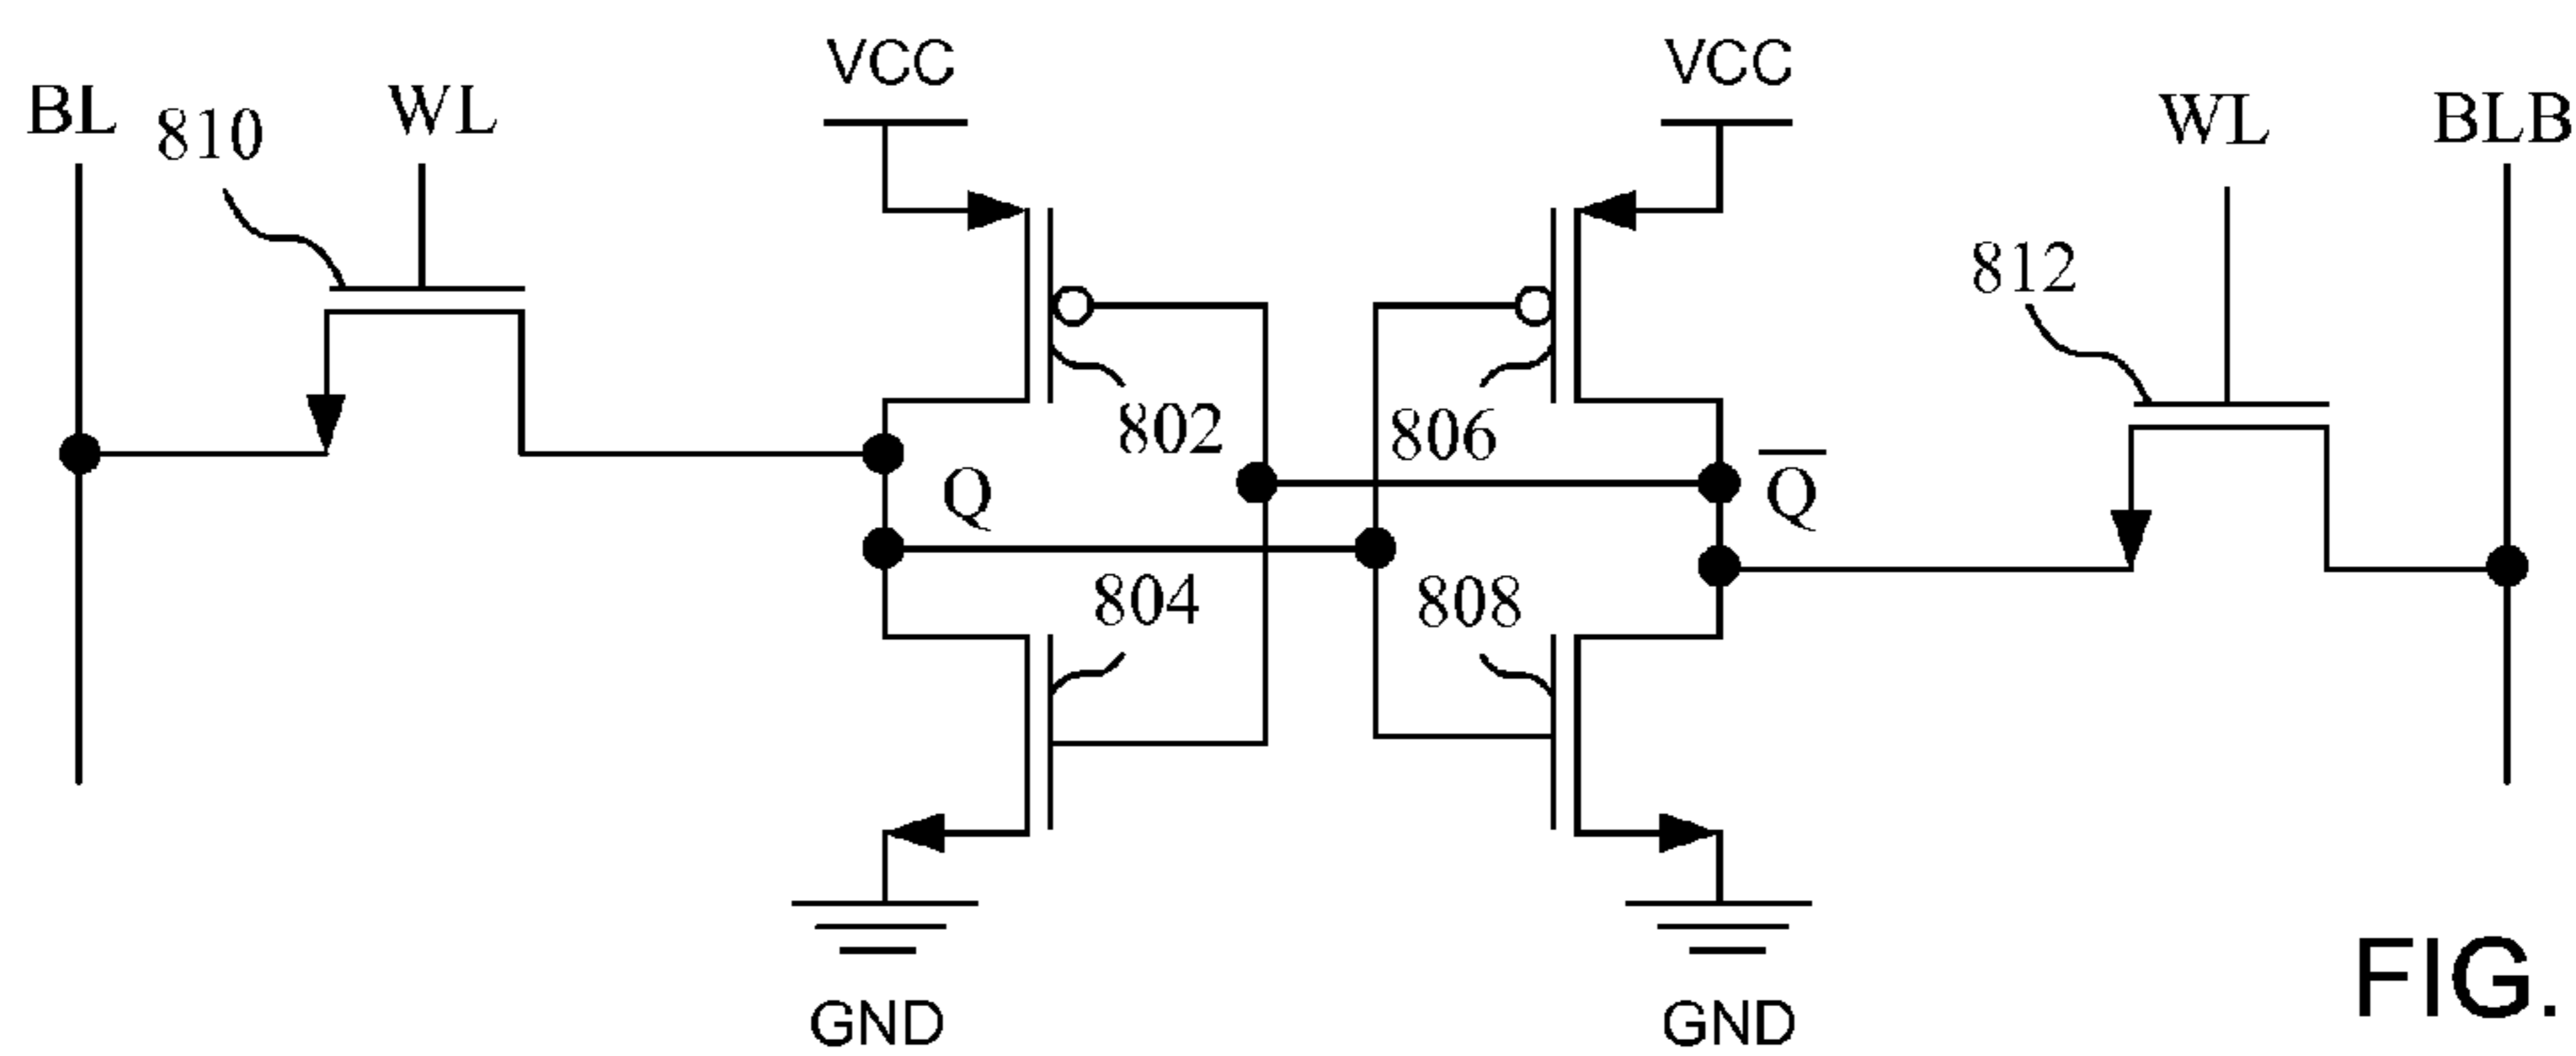 VCC VCC
BL 810 WL WL BLB
812
802 806
Q Q̅
804 808
GND GND
FIG.